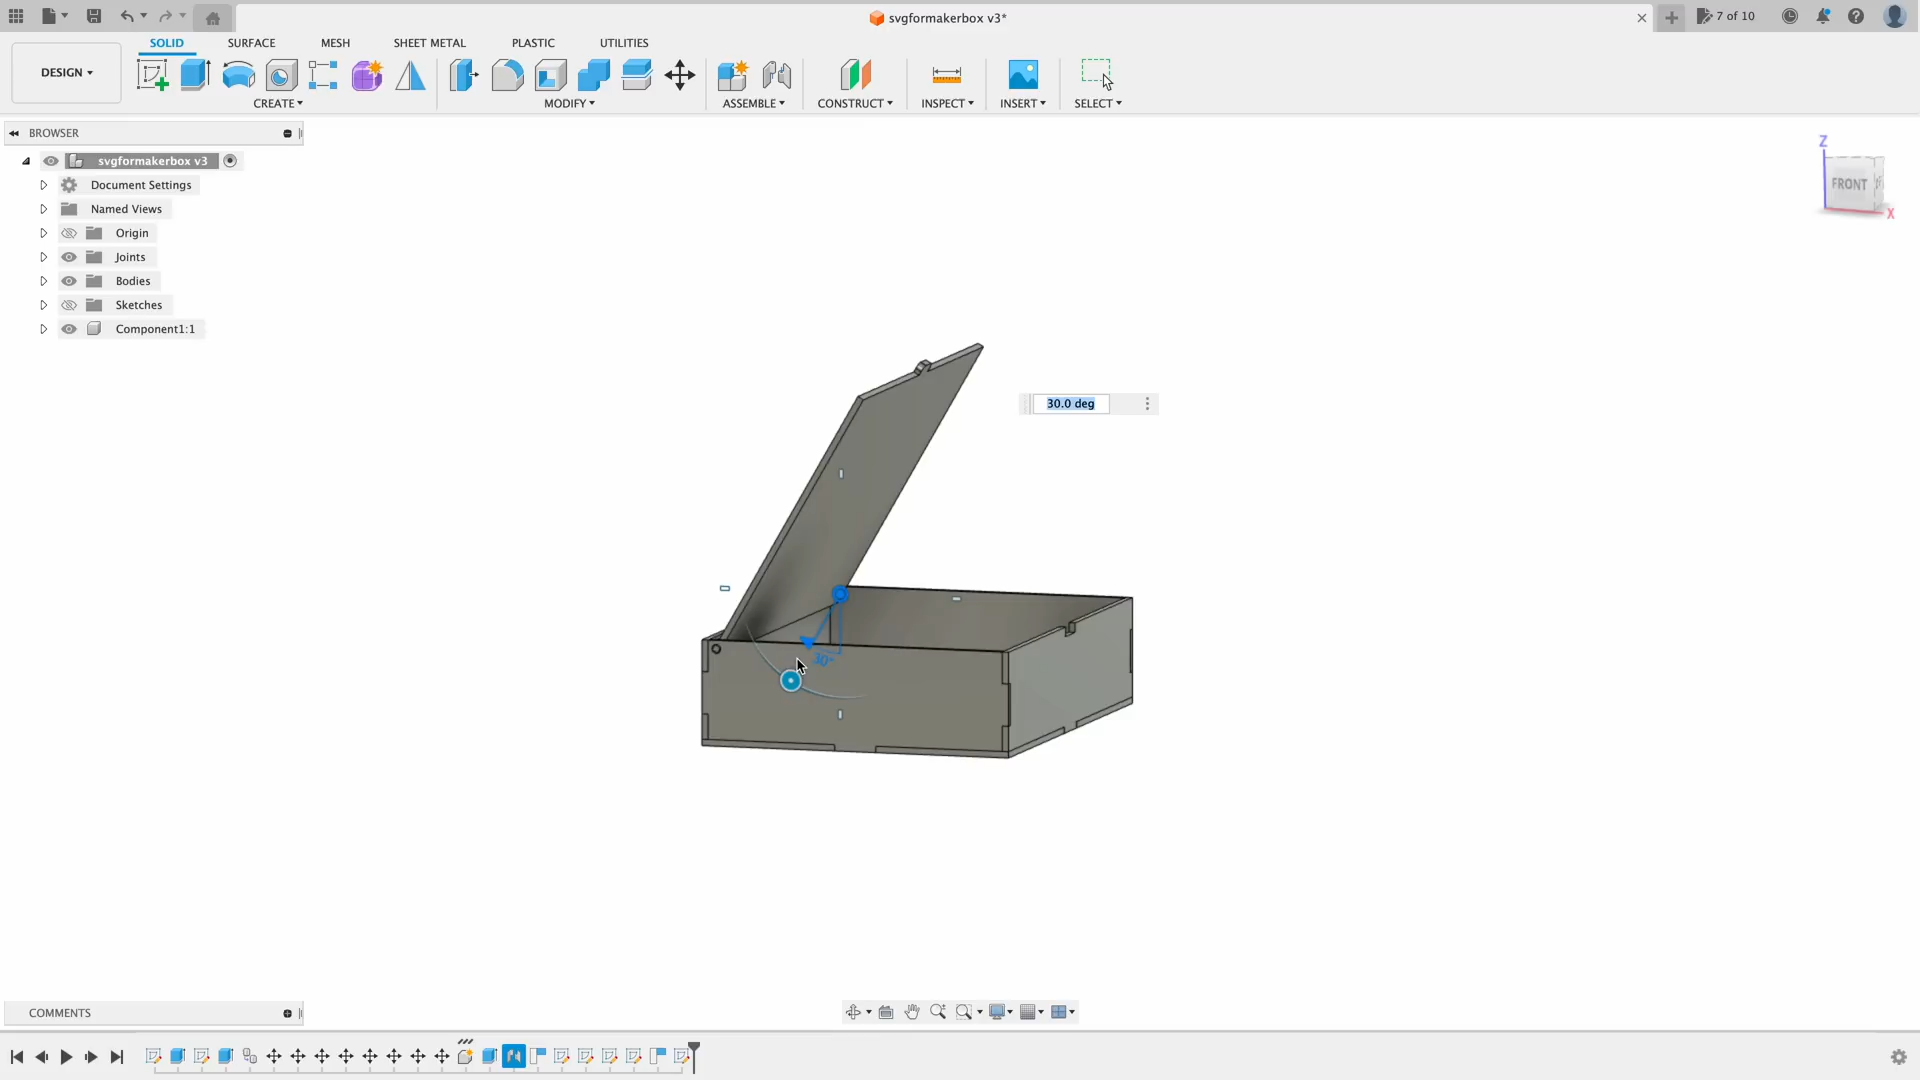 svgformakerbox v3*
7 of 10
SOLID
SURFACE
MESH
SHEET METAL
PLASTIC
UTILITIES
DESIGN
CREATE
MODIFY
ASSEMBLE
CONSTRUCT
INSPECT
INSERT
SELECT
BROWSER
svgformakerbox v3
Document Settings
Named Views
Origin
Joints
Bodies
Sketches
Component1:1
Z
FRONT
X
30.0 deg
30°
COMMENTS